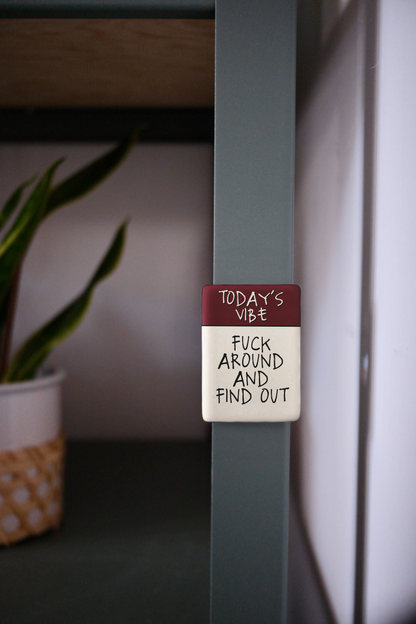 TODAY'S
VIBE
FUCK
AROUND
AND
FIND OUT